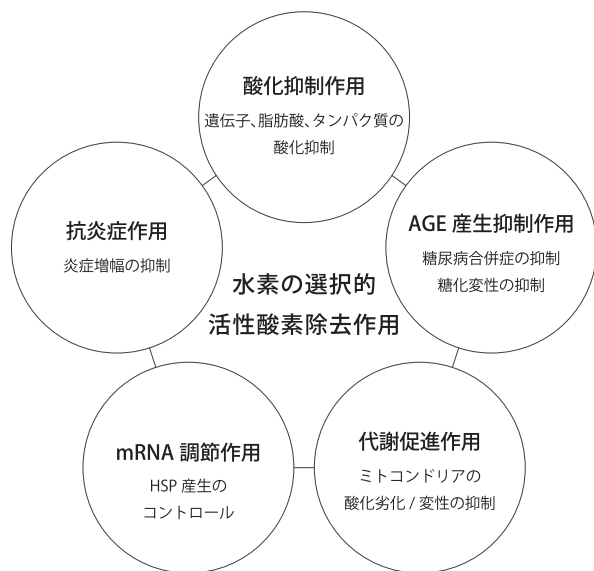 酸化抑制作用
遺伝子、脂肪酸、タンパク質の
酸化抑制
抗炎症作用
炎症増幅の抑制
AGE 産生抑制作用
糖尿病合併症の抑制
糖化変性の抑制
水素の選択的
活性酸素除去作用
mRNA 調節作用
HSP 産生の
コントロール
代謝促進作用
ミトコンドリアの
酸化劣化 / 変性の抑制